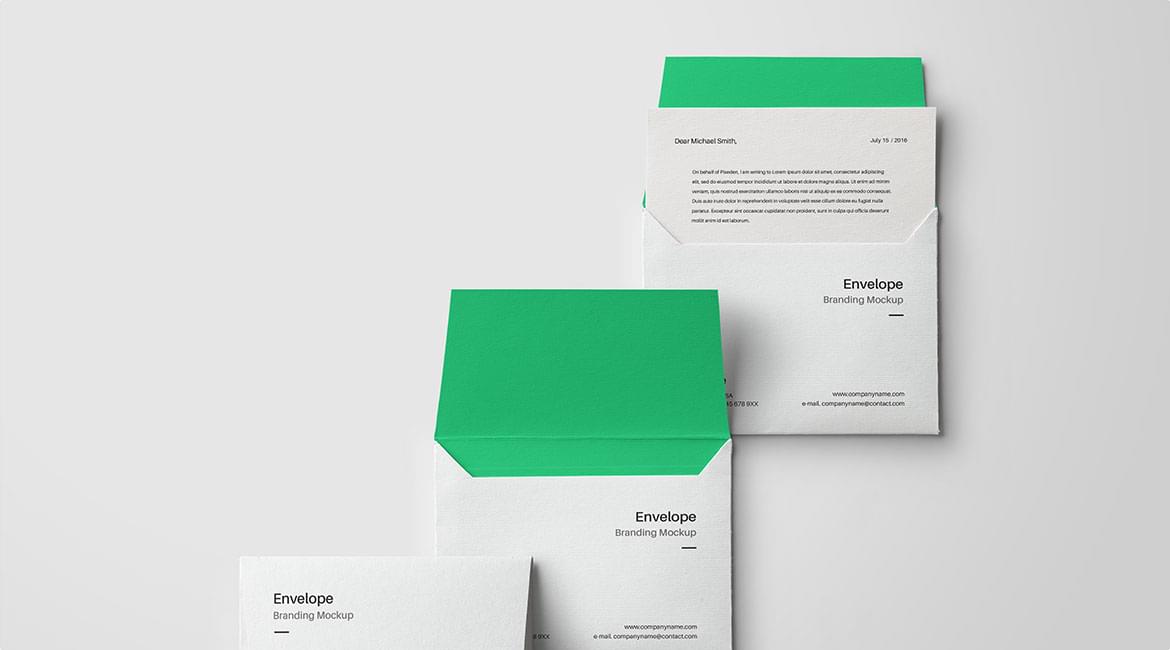 Dear Michael Smith,
July 15 / 2016
On behalf of Pixeden, I am writing to Lorem ipsum dolor sit amet, consectetur adipiscing
elit, sed do eiusmod tempor incididunt ut labore et dolore magna aliqua. Ut enim ad minim
veniam, quis nostrud exercitation ullamco laboris nisi ut aliquip ex ea commodo consequat.
Duis aute irure dolor in reprehenderit in voluptate velit esse cillum dolore eu fugiat nulla
pariatur. Excepteur sint occaecat cupidatat non proident, sunt in culpa qui officia deserunt
mollit anim id est laborum.
Envelope
Branding Mockup
www.companyname.com
45 678 9XX
e-mail. companyname@contact.com
Envelope
Branding Mockup
www.companyname.com
8 9XX
e-mail. companyname@contact.com
Envelope
Branding Mockup